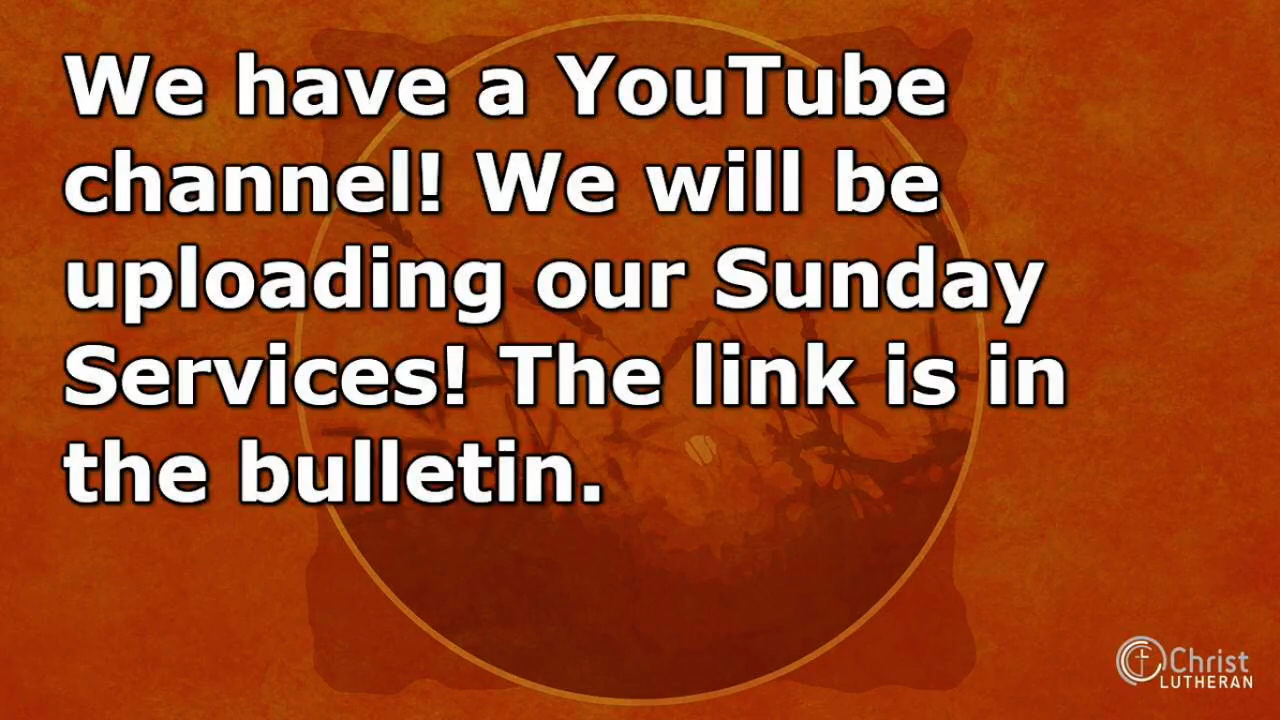 We have a YouTube
channel! We will be
uploading our Sunday
Services! The link is in
the bulletin.
Christ
LUTHERAN